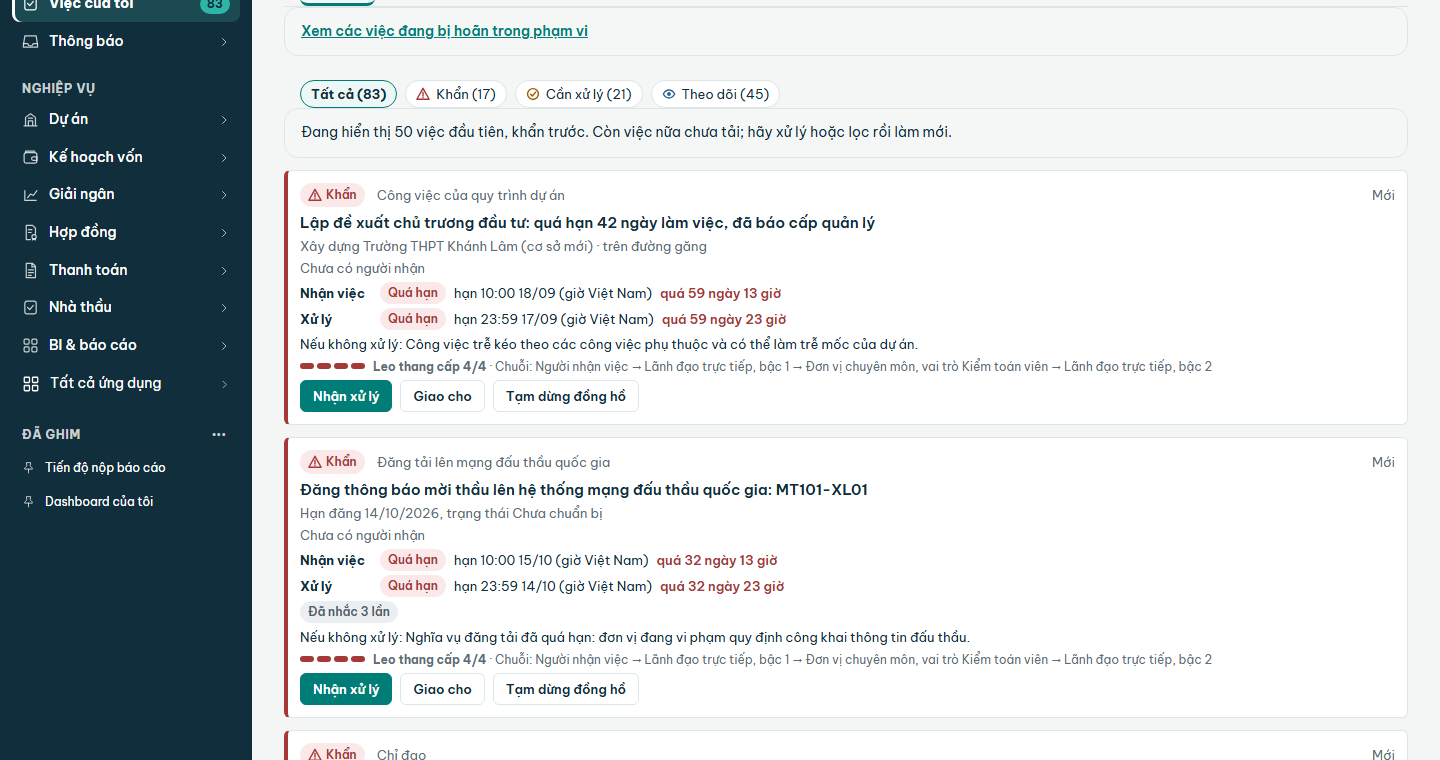 Việc của tôi 83
Thông báo
NGHIỆP VỤ
Dự án
Kế hoạch vốn
Giải ngân
Hợp đồng
Thanh toán
Nhà thầu
BI & báo cáo
Tất cả ứng dụng
ĐÃ GHIM
Tiến độ nộp báo cáo
Dashboard của tôi
Xem các việc đang bị hoãn trong phạm vi
Tất cả (83) Khẩn (17) Cần xử lý (21) Theo dõi (45)
Đang hiển thị 50 việc đầu tiên, khẩn trước. Còn việc nữa chưa tải; hãy xử lý hoặc lọc rồi làm mới.
Khẩn Công việc của quy trình dự án Mới
Lập đề xuất chủ trương đầu tư: quá hạn 42 ngày làm việc, đã báo cấp quản lý
Xây dựng Trường THPT Khánh Lâm (cơ sở mới) · trên đường găng
Chưa có người nhận
Nhận việc Quá hạn hạn 10:00 18/09 (giờ Việt Nam) quá 59 ngày 13 giờ
Xử lý Quá hạn hạn 23:59 17/09 (giờ Việt Nam) quá 59 ngày 23 giờ
Nếu không xử lý: Công việc trễ kéo theo các công việc phụ thuộc và có thể làm trễ mốc của dự án.
Leo thang cấp 4/4 · Chuỗi: Người nhận việc → Lãnh đạo trực tiếp, bậc 1 → Đơn vị chuyên môn, vai trò Kiểm toán viên → Lãnh đạo trực tiếp, bậc 2
Nhận xử lý Giao cho Tạm dừng đồng hồ
Khẩn Đăng tải lên mạng đấu thầu quốc gia Mới
Đăng thông báo mời thầu lên hệ thống mạng đấu thầu quốc gia: MT101-XL01
Hạn đăng 14/10/2026, trạng thái Chưa chuẩn bị
Chưa có người nhận
Nhận việc Quá hạn hạn 10:00 15/10 (giờ Việt Nam) quá 32 ngày 13 giờ
Xử lý Quá hạn hạn 23:59 14/10 (giờ Việt Nam) quá 32 ngày 23 giờ
Đã nhắc 3 lần
Nếu không xử lý: Nghĩa vụ đăng tải đã quá hạn: đơn vị đang vi phạm quy định công khai thông tin đấu thầu.
Leo thang cấp 4/4 · Chuỗi: Người nhận việc → Lãnh đạo trực tiếp, bậc 1 → Đơn vị chuyên môn, vai trò Kiểm toán viên → Lãnh đạo trực tiếp, bậc 2
Nhận xử lý Giao cho Tạm dừng đồng hồ
Khẩn Chỉ đạo Mới